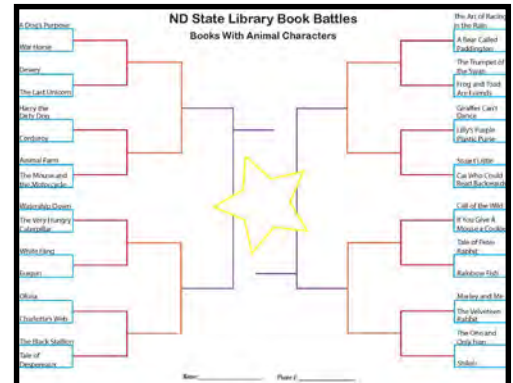 ND State Library Book Battles
Books With Animal Characters
A Dog's Purpose
War Horse
Dewey
The Last Unicorn
Harry the
Dirty Dog
Corduroy
Animal Farm
The Mouse and
the Motorcycle
Watership Down
The Very Hungry
Caterpillar
White Fang
Eragon
Olivia
Charlotte's Web
The Black Stallion
Tale of
Despereaux
The Art of Racing
in the Rain
A Bear Called
Paddington
The Trumpet of
the Swan
Frog and Toad
Are Friends
Giraffes Can't
Dance
Lilly's Purple
Plastic Purse
Stuart Little
Cat Who Could
Read Backwards
Call of the Wild
If You Give A
Mouse a Cookie
Tale of Peter
Rabbit
Rainbow Fish
Marley and Me
The Velveteen
Rabbit
The One and
Only Ivan
Shiloh
Name: Phone #: